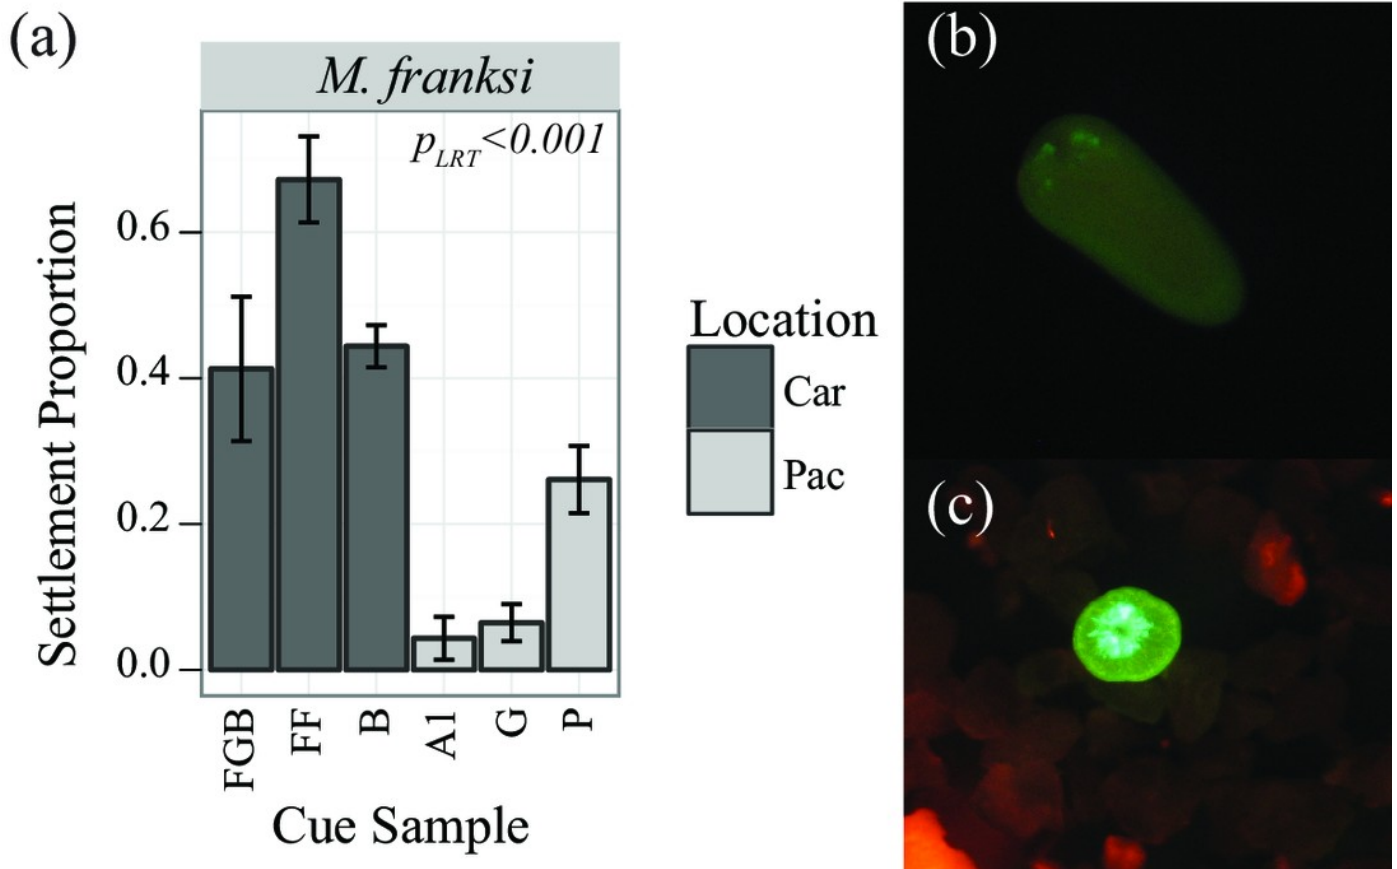 (a)
M. franksi
p_LRT<0.001
Settlement Proportion
0.6
0.4
0.2
0.0
FGB
FF
B
A1
G
P
Cue Sample
Location
Car
Pac
(b)
(c)